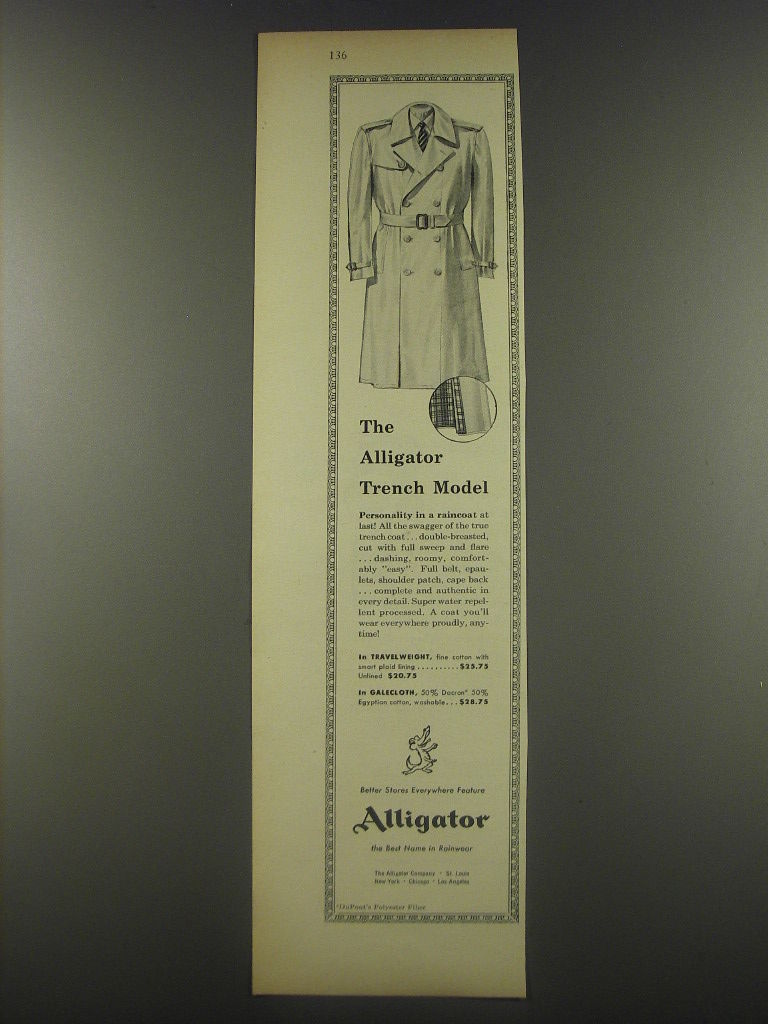 136
The
Alligator
Trench Model
Personality in a raincoat at
last! All the swagger of the true
trench coat . . . double-breasted,
cut with full sweep and flare
. . . dashing, roomy, comfort-
ably "easy". Full belt, epau-
lets, shoulder patch, cape back
. . . complete and authentic in
every detail. Super water repel-
lent processed. A coat you'll
wear everywhere proudly, any-
time!
In TRAVELWEIGHT, fine cotton with
smart plaid lining . . . . . . . . . . $25.75
Unlined $20.75
In GALECLOTH, 50% Dacron* 50%
Egyptian cotton, washable. . . $28.75
Better Stores Everywhere Feature
Alligator
the Best Name in Rainwear
The Alligator Company • St. Louis
New York • Chicago • Los Angeles
*DuPont's Polyester Fiber